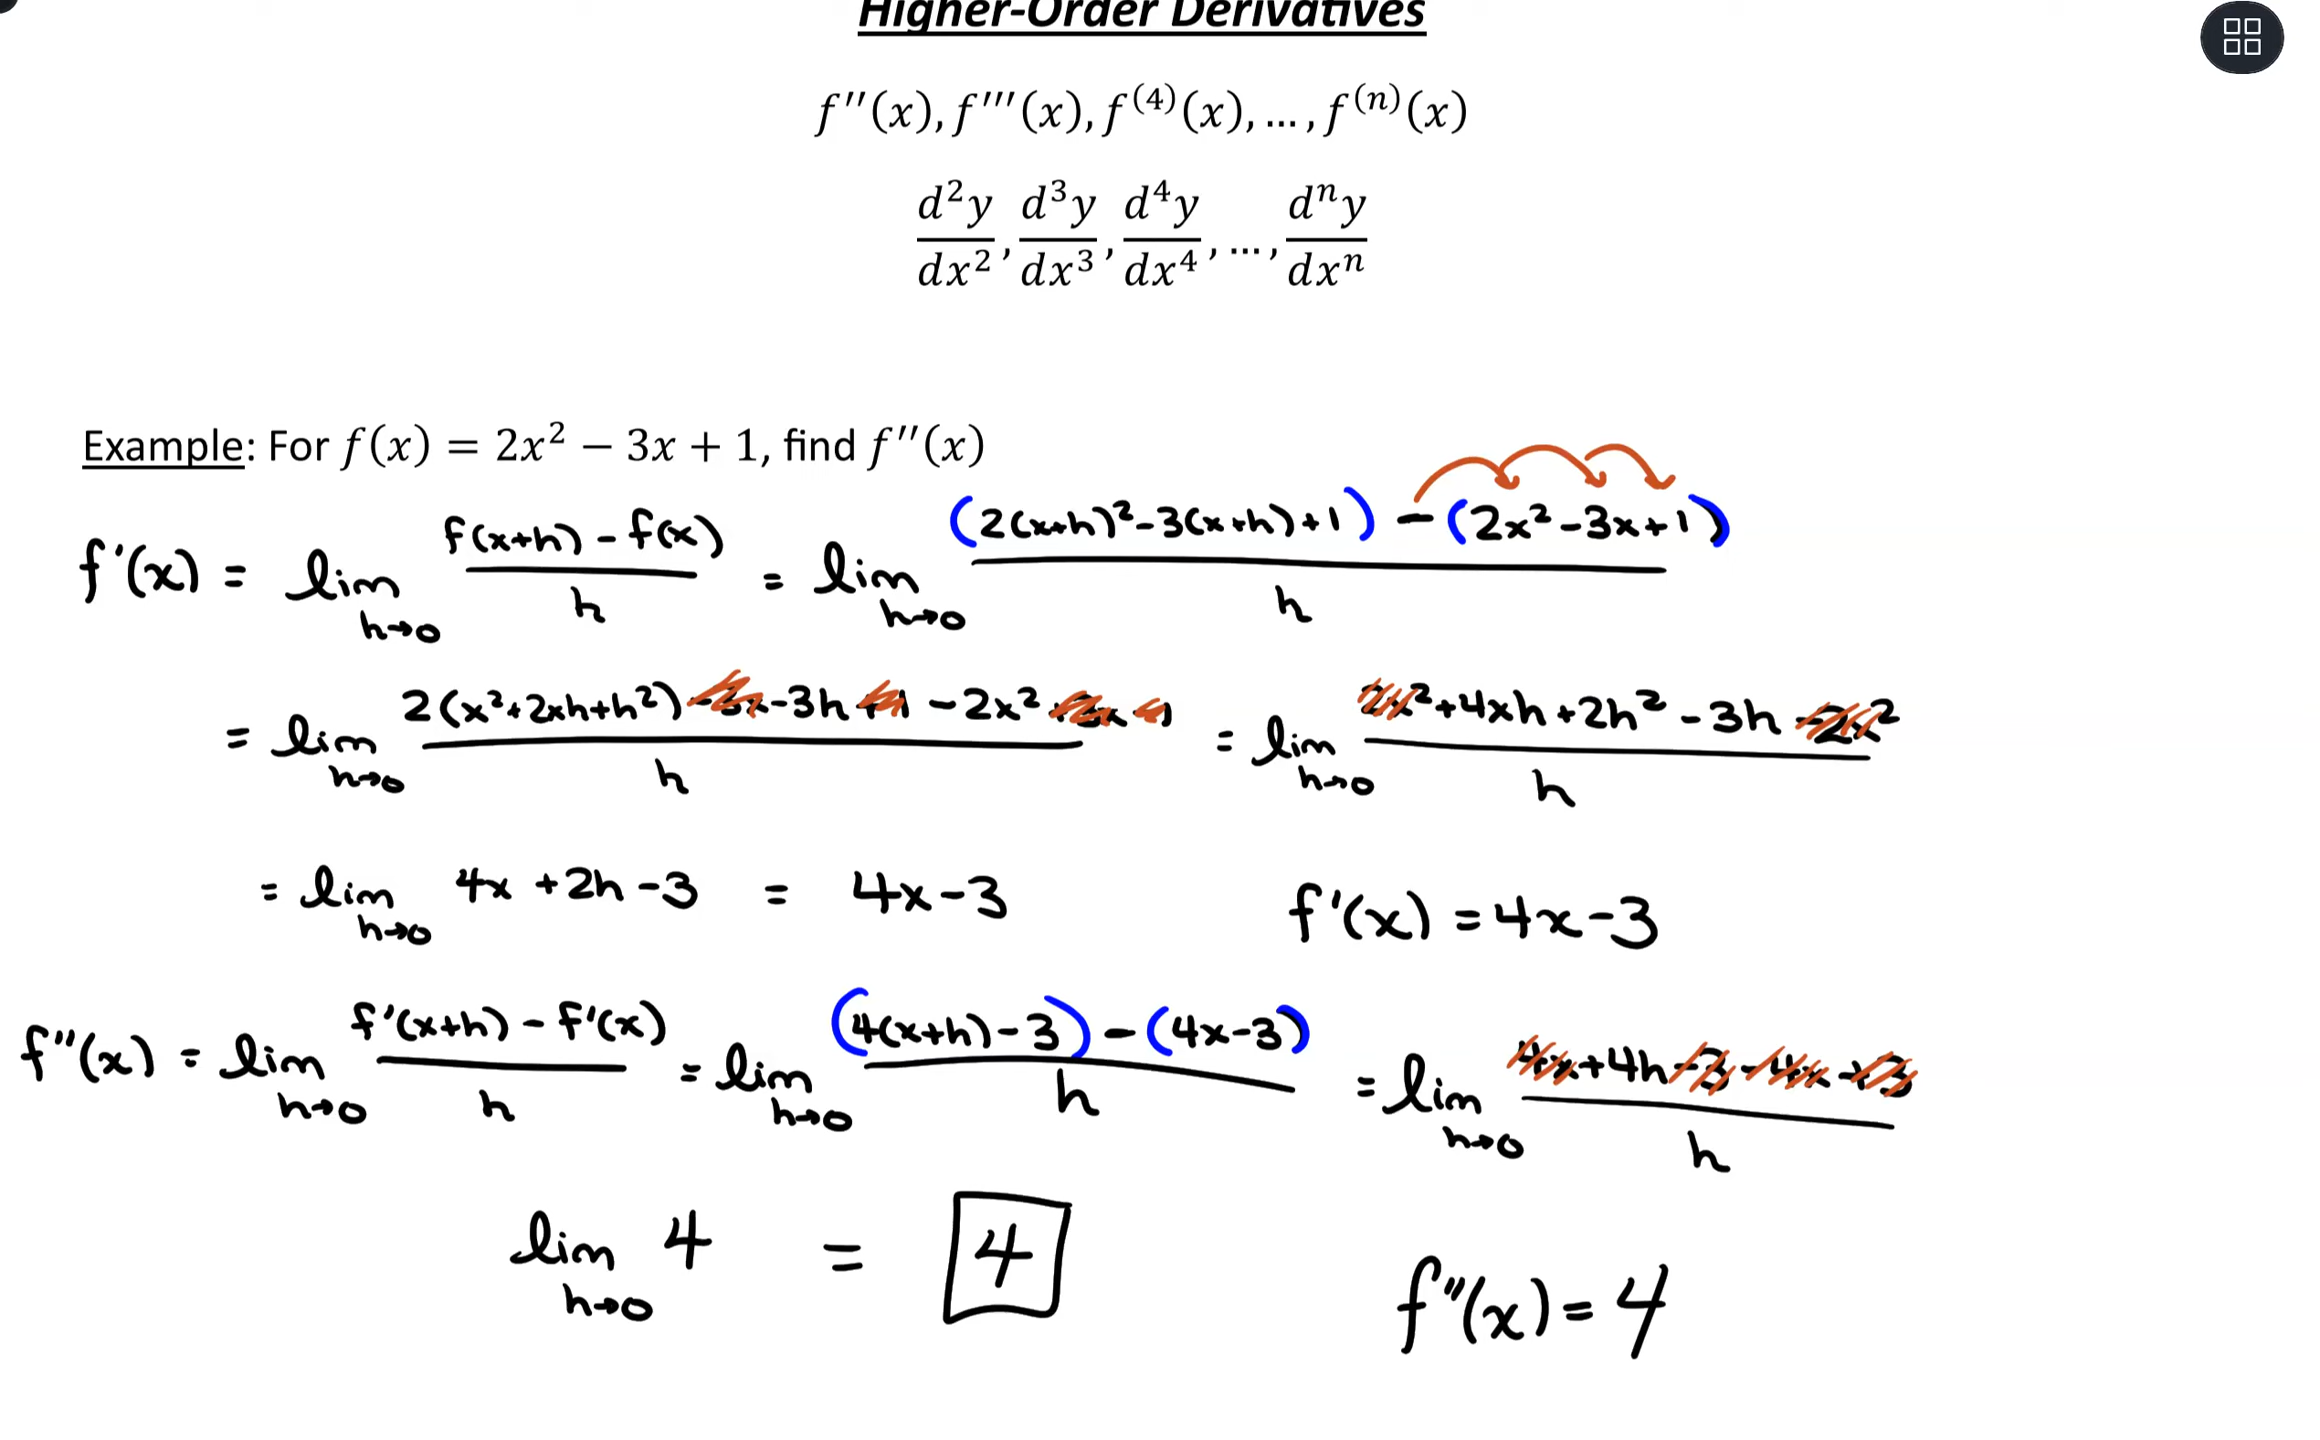 Higher-Order Derivatives
f''(x), f'''(x), f⁽⁴⁾(x), ..., f⁽ⁿ⁾(x)
d²y/dx², d³y/dx³, d⁴y/dx⁴, ..., dⁿy/dxⁿ
Example: For f(x) = 2x² − 3x + 1, find f''(x)
f'(x) = lim h→0 (f(x+h) - f(x))/h = lim h→0 ((2(x+h)²-3(x+h)+1) - (2x²-3x+1))/h
= lim h→0 (2(x²+2xh+h²)-3x-3h+1-2x²+3x-1)/h = lim h→0 (2x²+4xh+2h²-3h-2x²)/h
= lim h→0 4x+2h-3 = 4x-3 f'(x) = 4x-3
f''(x) = lim h→0 (f'(x+h) - f'(x))/h = lim h→0 ((4(x+h)-3) - (4x-3))/h = lim h→0 (4x+4h-3-4x+3)/h
lim h→0 4 = 4 f''(x) = 4